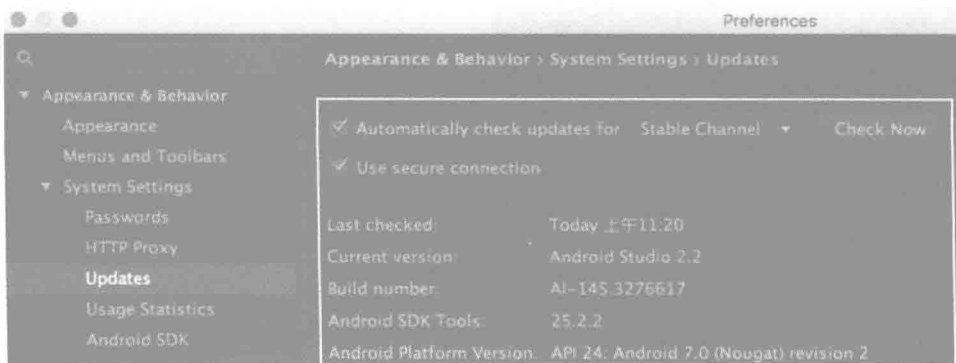 Preferences
Appearance & Behavior › System Settings › Updates
Appearance & Behavior
Appearance
Menus and Toolbars
System Settings
Passwords
HTTP Proxy
Updates
Usage Statistics
Android SDK
Automatically check updates for Stable Channel Check Now
Use secure connection
Last checked: Today 上午11:20
Current version: Android Studio 2.2
Build number: AI-145.3276617
Android SDK Tools: 25.2.2
Android Platform Version: API 24: Android 7.0 (Nougat) revision 2